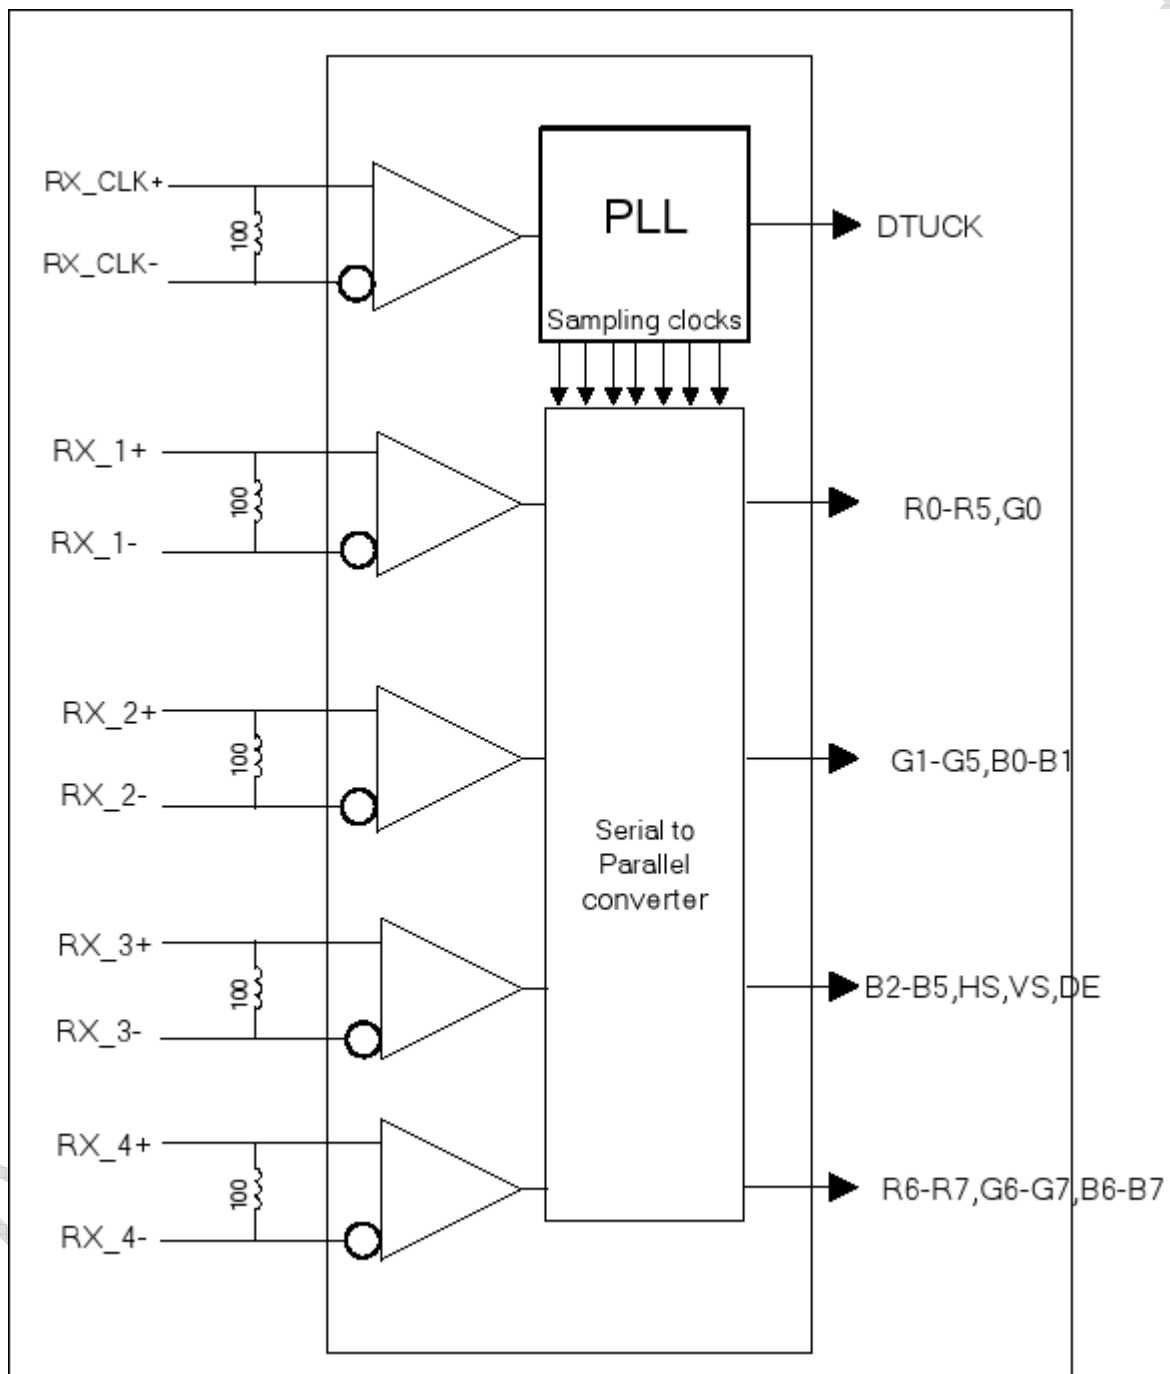 RX_CLK+
100
RX_CLK-
PLL
Sampling clocks
DTUCK
RX_1+
100
RX_1-
R0-R5,G0
RX_2+
100
RX_2-
G1-G5,B0-B1
Serial to
Parallel
converter
RX_3+
100
RX_3-
B2-B5,HS,VS,DE
RX_4+
100
RX_4-
R6-R7,G6-G7,B6-B7